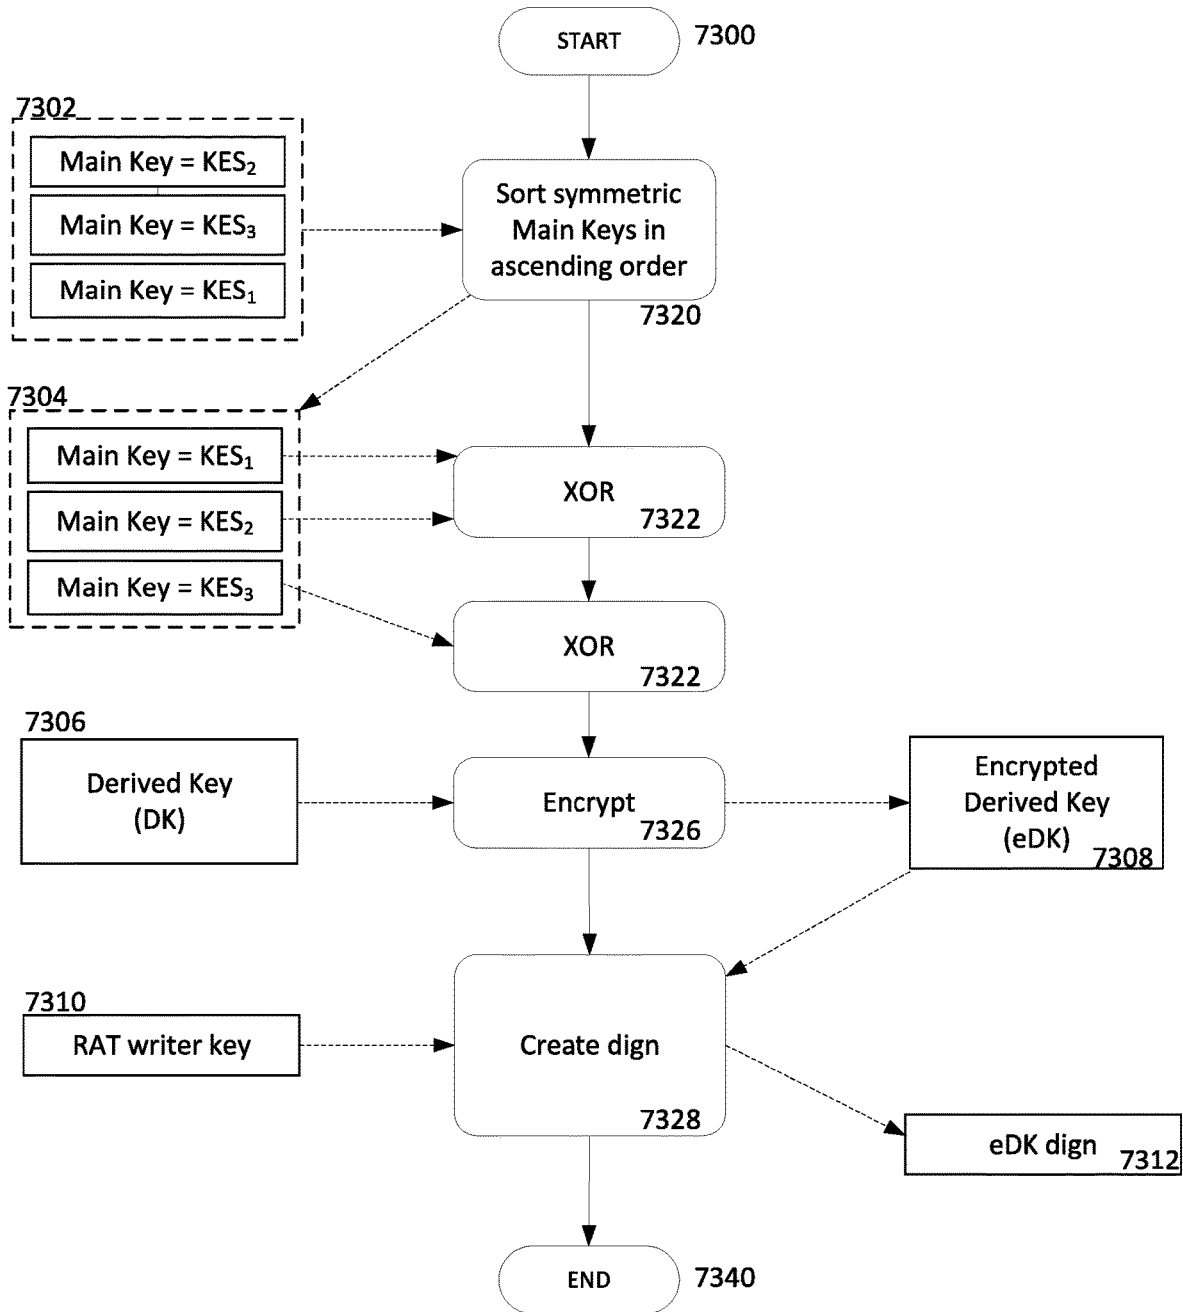 START
7300
7302
Main Key = KES₂
Main Key = KES₃
Main Key = KES₁
Sort symmetric
Main Keys in
ascending order
7320
7304
Main Key = KES₁
Main Key = KES₂
Main Key = KES₃
XOR
7322
XOR
7322
7306
Derived Key
(DK)
Encrypt
7326
Encrypted
Derived Key
(eDK)
7308
7310
RAT writer key
Create dign
7328
eDK dign
7312
END
7340